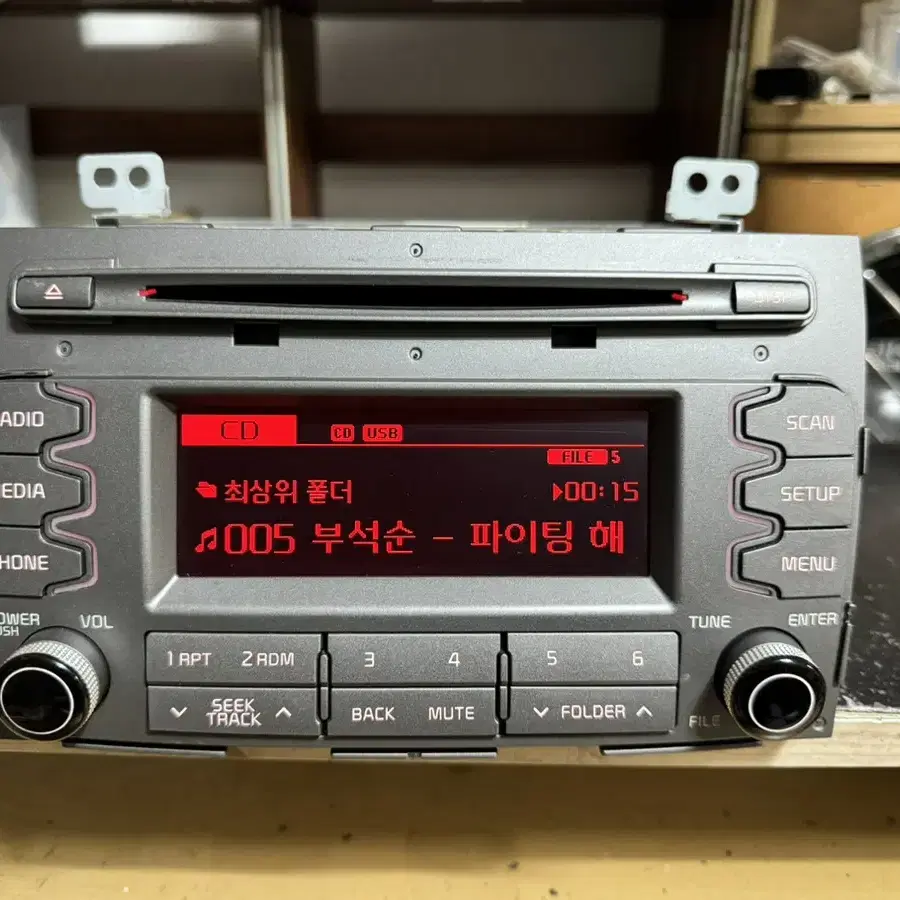 CD CD USB
FILE 5
최상위 폴더 00:15
005 부석순 - 파이팅 해
ADIO
SCAN
EDIA
SETUP
HONE
MENU
OWER
USH
VOL
TUNE
ENTER
1 RPT 2 RDM 3 4 5 6
SEEK
TRACK
BACK MUTE
FOLDER
FILE